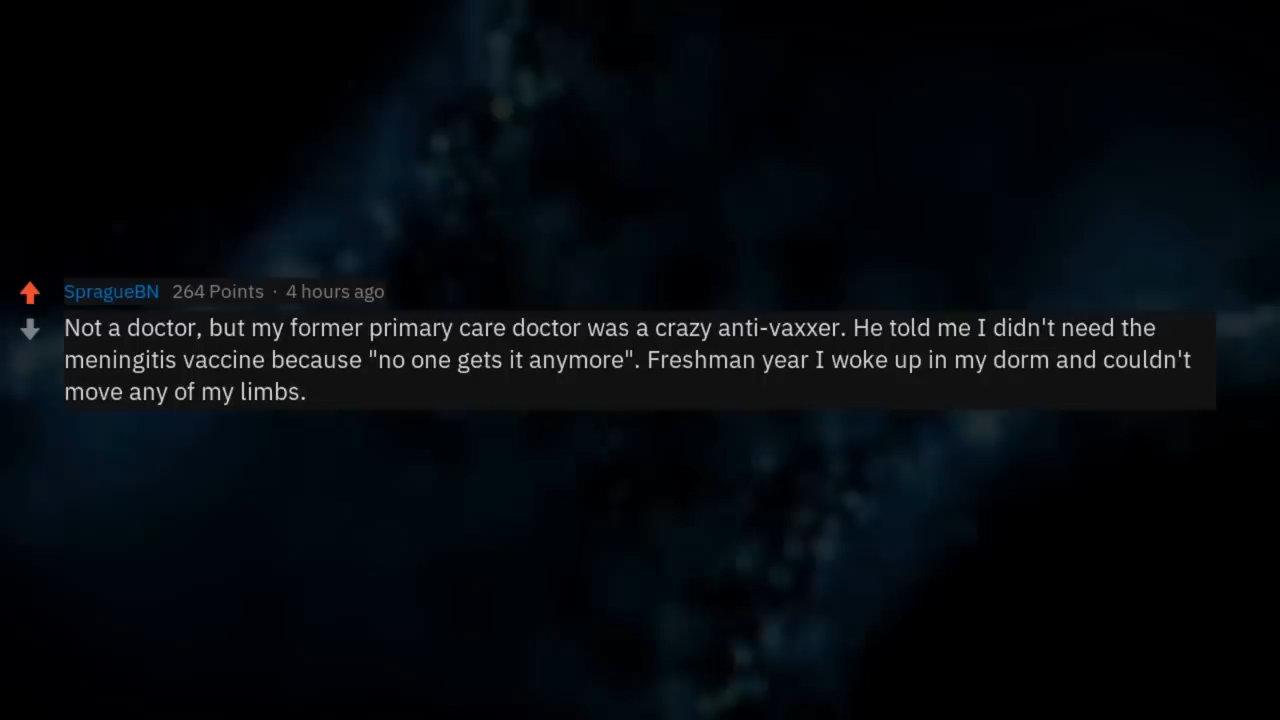 SpragueBN 264 Points · 4 hours ago
Not a doctor, but my former primary care doctor was a crazy anti-vaxxer. He told me I didn't need the
meningitis vaccine because "no one gets it anymore". Freshman year I woke up in my dorm and couldn't
move any of my limbs.